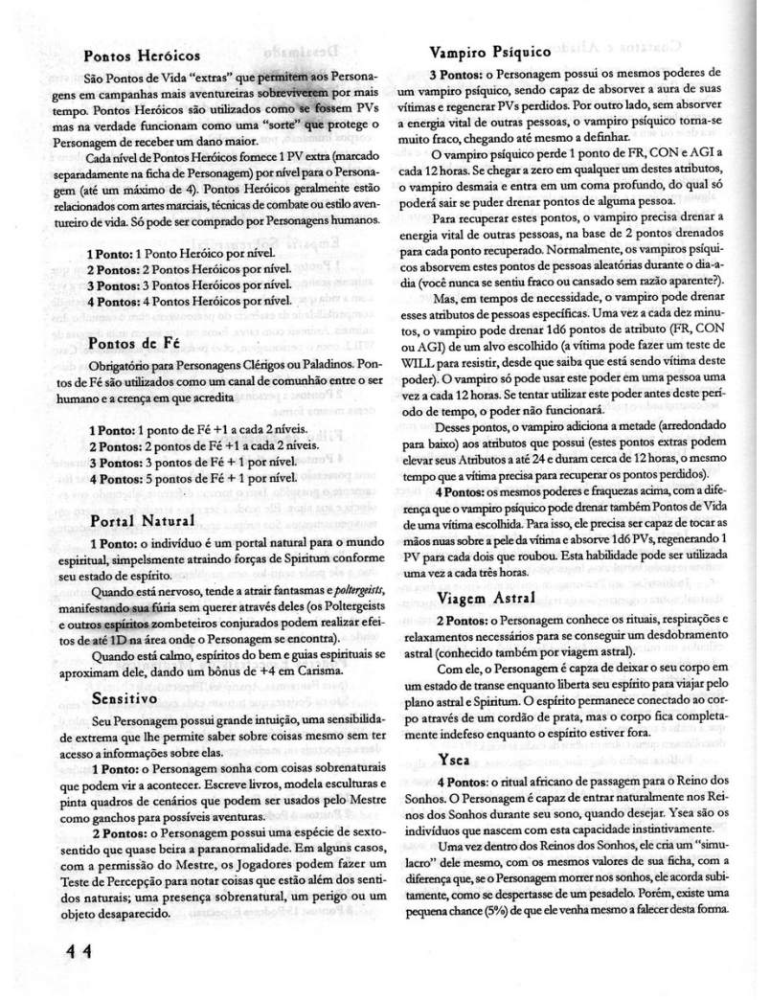 Pontos Heróicos
São Pontos de Vida “extras” que permitem aos Persona-
gens em campanhas mais aventureiras sobreviverem por mais
tempo. Pontos Heróicos são utilizados como se fossem PVs
mas na verdade funcionam como uma “sorte” que protege o
Personagem de receber um dano maior.
Cada nível de Pontos Heróicos fornece 1 PV extra (marcado
separadamente na ficha de Personagem) por nível para o Persona-
gem (até um máximo de 4). Pontos Heróicos geralmente estão
relacionados com artes marciais, técnicas de combate ou estilo aven-
tureiro de vida. Só pode ser comprado por Personagens humanos.
1 Ponto: 1 Ponto Heróico por nível.
2 Pontos: 2 Pontos Heróicos por nível.
3 Pontos: 3 Pontos Heróicos por nível.
4 Pontos: 4 Pontos Heróicos por nível.
Pontos de Fé
Obrigatório para Personagens Clérigos ou Paladinos. Pon-
tos de Fé são utilizados como um canal de comunhão entre o ser
humano e a crença em que acredita
1 Ponto: 1 ponto de Fé +1 a cada 2 níveis.
2 Pontos: 2 pontos de Fé +1 a cada 2 níveis.
3 Pontos: 3 pontos de Fé + 1 por nível.
4 Pontos: 5 pontos de Fé + 1 por nível.
Portal Natural
1 Ponto: o indivíduo é um portal natural para o mundo
espiritual, simpelsmente atraindo forças de Spiritum conforme
seu estado de espírito.
Quando está nervoso, tende a atrair fantasmas e poltergeists,
manifestando sua fúria sem querer através deles (os Poltergeists
e outros espíritos zombeteiros conjurados podem realizar efei-
tos de até 1D na área onde o Personagem se encontra).
Quando está calmo, espíritos do bem e guias espirituais se
aproximam dele, dando um bônus de +4 em Carisma.
Sensitivo
Seu Personagem possui grande intuição, uma sensibilida-
de extrema que lhe permite saber sobre coisas mesmo sem ter
acesso a informações sobre elas.
1 Ponto: o Personagem sonha com coisas sobrenaturais
que podem vir a acontecer. Escreve livros, modela esculturas e
pinta quadros de cenários que podem ser usados pelo Mestre
como ganchos para possíveis aventuras.
2 Pontos: o Personagem possui uma espécie de sexto-
sentido que quase beira a paranormalidade. Em alguns casos,
com a permissão do Mestre, os Jogadores podem fazer um
Teste de Percepção para notar coisas que estão além dos senti-
dos naturais; uma presença sobrenatural, um perigo ou um
objeto desaparecido.
44
Vampiro Psíquico
3 Pontos: o Personagem possui os mesmos poderes de
um vampiro psíquico, sendo capaz de absorver a aura de suas
vítimas e regenerar PVs perdidos. Por outro lado, sem absorver
a energia vital de outras pessoas, o vampiro psíquico torna-se
muito fraco, chegando até mesmo a definhar.
O vampiro psíquico perde 1 ponto de FR, CON e AGI a
cada 12 horas. Se chegar a zero em qualquer um destes atributos,
o vampiro desmaia e entra em um coma profundo, do qual só
poderá sair se puder drenar pontos de alguma pessoa.
Para recuperar estes pontos, o vampiro precisa drenar a
energia vital de outras pessoas, na base de 2 pontos drenados
para cada ponto recuperado. Normalmente, os vampiros psíqui-
cos absorvem estes pontos de pessoas aleatórias durante o dia-a-
dia (você nunca se sentiu fraco ou cansado sem razão aparente?).
Mas, em tempos de necessidade, o vampiro pode drenar
esses atributos de pessoas específicas. Uma vez a cada dez minu-
tos, o vampiro pode drenar 1d6 pontos de atributo (FR, CON
ou AGI) de um alvo escolhido (a vítima pode fazer um teste de
WILL para resistir, desde que saiba que está sendo vítima deste
poder). O vampiro só pode usar este poder em uma pessoa uma
vez a cada 12 horas. Se tentar utilizar este poder antes deste perí-
odo de tempo, o poder não funcionará.
Desses pontos, o vampiro adiciona a metade (arredondado
para baixo) aos atributos que possui (estes pontos extras podem
elevar seus Atributos a até 24 e duram cerca de 12 horas, o mesmo
tempo que a vítima precisa para recuperar os pontos perdidos).
4 Pontos: os mesmos poderes e fraquezas acima, com a dife-
rença que o vampiro psíquico pode drenar também Pontos de Vida
de uma vítima escolhida. Para isso, ele precisa ser capaz de tocar as
mãos nuas sobre a pele da vítima e absorve 1d6 PVs, regenerando 1
PV para cada dois que roubou. Esta habilidade pode ser utilizada
uma vez a cada três horas.
Viagem Astral
2 Pontos: o Personagem conhece os rituais, respirações e
relaxamentos necessários para se conseguir um desdobramento
astral (conhecido também por viagem astral).
Com ele, o Personagem é capza de deixar o seu corpo em
um estado de transe enquanto liberta seu espírito para viajar pelo
plano astral e Spiritum. O espírito permanece conectado ao cor-
po através de um cordão de prata, mas o corpo fica completa-
mente indefeso enquanto o espírito estiver fora.
Ysea
4 Pontos: o ritual africano de passagem para o Reino dos
Sonhos. O Personagem é capaz de entrar naturalmente nos Rei-
nos dos Sonhos durante seu sono, quando desejar. Ysea são os
indivíduos que nascem com esta capacidade instintivamente.
Uma vez dentro dos Reinos dos Sonhos, ele cria um “simu-
lacro” dele mesmo, com os mesmos valores de sua ficha, com a
diferença que, se o Personagem morrer nos sonhos, ele acorda subi-
tamente, como se despertasse de um pesadelo. Porém, existe uma
pequena chance (5%) de que ele venha mesmo a falecer desta forma.